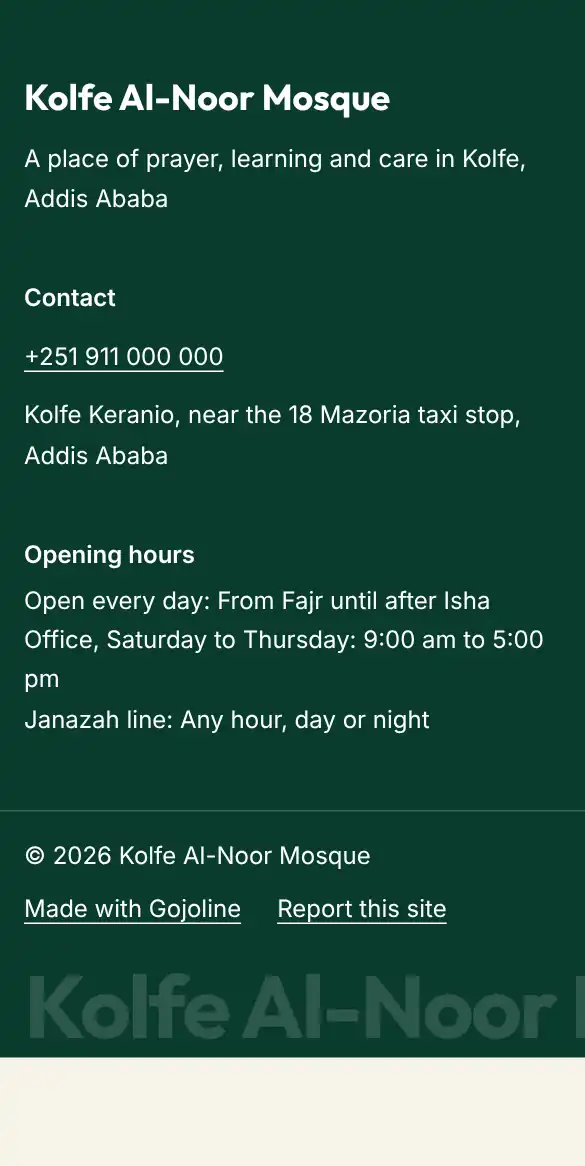 Kolfe Al-Noor Mosque
A place of prayer, learning and care in Kolfe,
Addis Ababa
Contact
+251 911 000 000
Kolfe Keranio, near the 18 Mazoria taxi stop,
Addis Ababa
Opening hours
Open every day: From Fajr until after Isha
Office, Saturday to Thursday: 9:00 am to 5:00
pm
Janazah line: Any hour, day or night
© 2026 Kolfe Al-Noor Mosque
Made with Gojoline Report this site
Kolfe Al-Noor